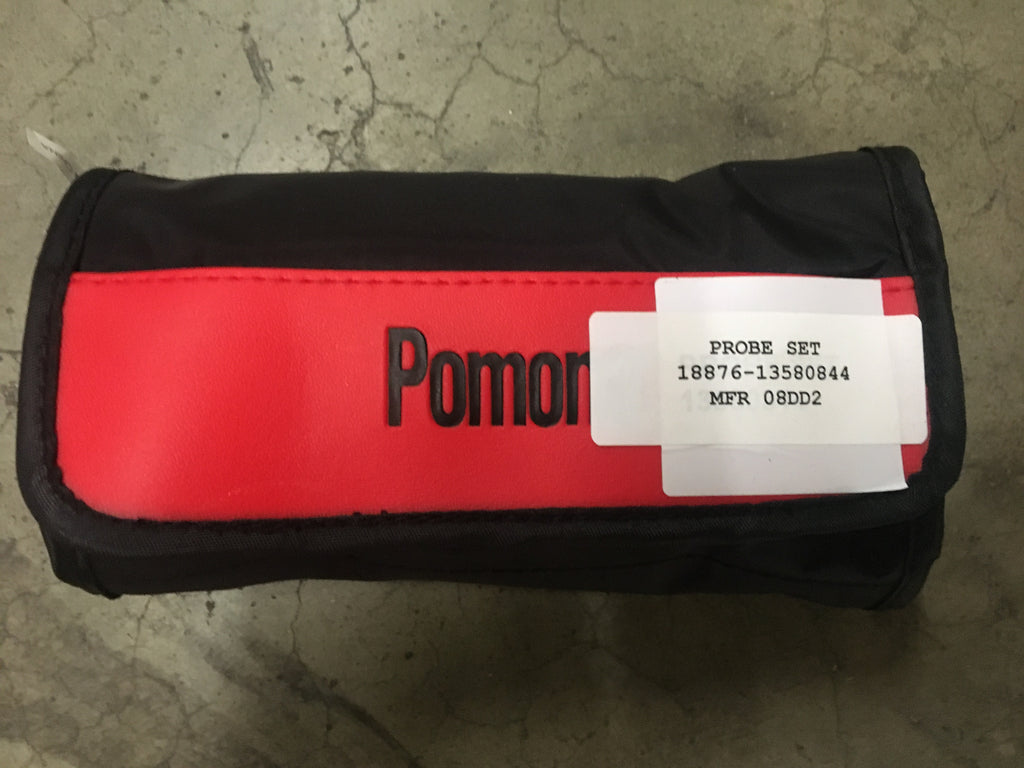 Pomon
PROBE SET
18876-13580844
MFR 08DD2